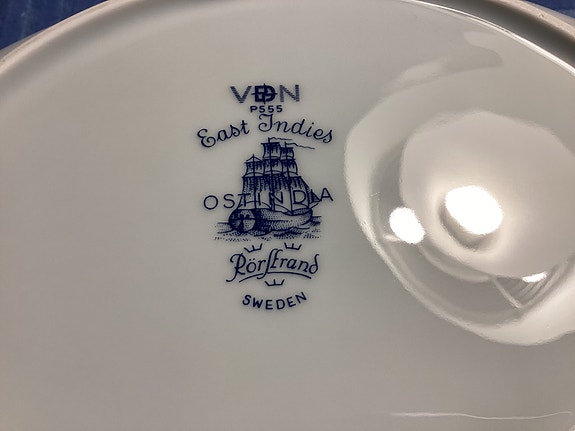 VDN
P555
East Indies
OSTINDIA
Rörstrand
SWEDEN